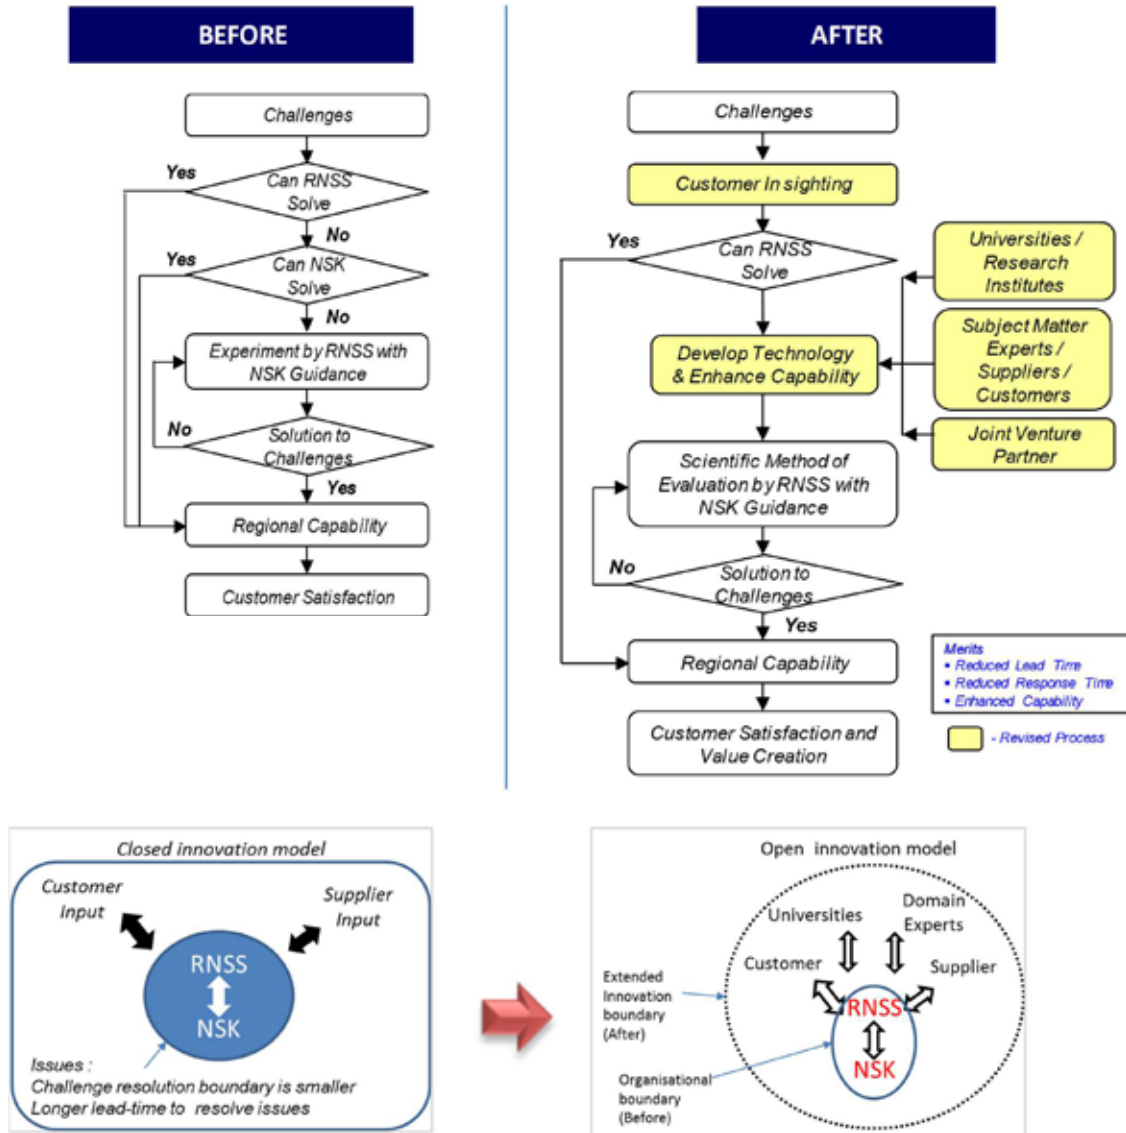 BEFORE
Challenges
Yes
Can RNSS
Solve
No
Yes
Can NSK
Solve
No
Experiment by RNSS with
NSK Guidance
No
Solution to
Challenges
Yes
Regional Capability
Customer Satisfaction
AFTER
Challenges
Customer In sighting
Yes
Can RNSS
Solve
Universities /
Research
Institutes
Develop Technology
& Enhance Capability
Subject Matter
Experts /
Suppliers /
Customers
Joint Venture
Partner
Scientific Method of
Evaluation by RNSS with
NSK Guidance
No
Solution to
Challenges
Yes
Regional Capability
Customer Satisfaction and
Value Creation
Merits
▪ Reduced Lead Time
▪ Reduced Response Time
▪ Enhanced Capability
- Revised Process
Closed innovation model
Customer
Input
Supplier
Input
RNSS
NSK
Issues :
Challenge resolution boundary is smaller
Longer lead-time to resolve issues
Open innovation model
Universities
Domain
Experts
Customer
Supplier
Extended
Innovation
boundary
(After)
RNSS
NSK
Organisational
boundary
(Before)